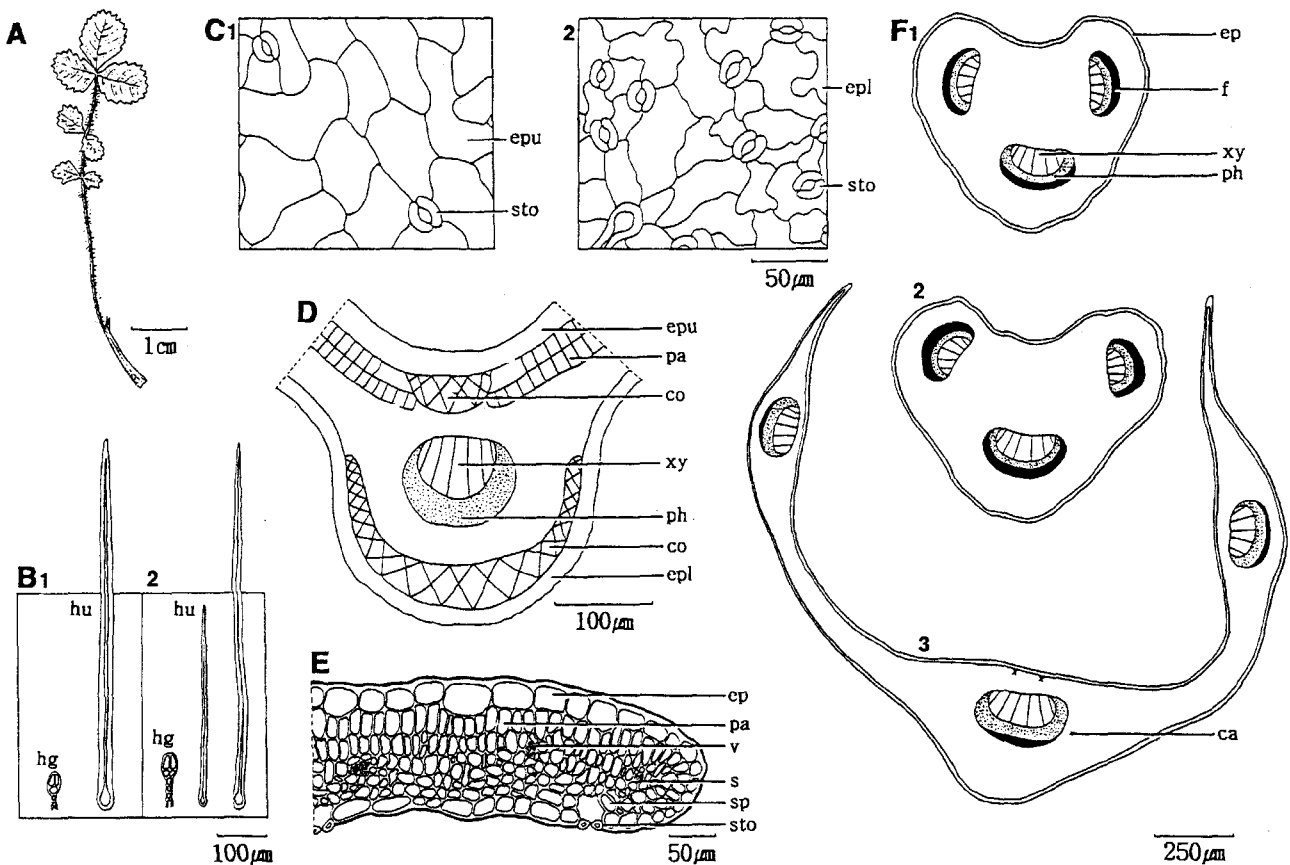 A
1cm
B1
hu
hg
2
hu
hg
100μm
C1
epu
sto
2
epl
sto
50μm
D
epu
pa
co
xy
ph
co
epl
100μm
E
ep
pa
v
s
sp
sto
50μm
F1
ep
f
xy
ph
2
3
ca
250μm